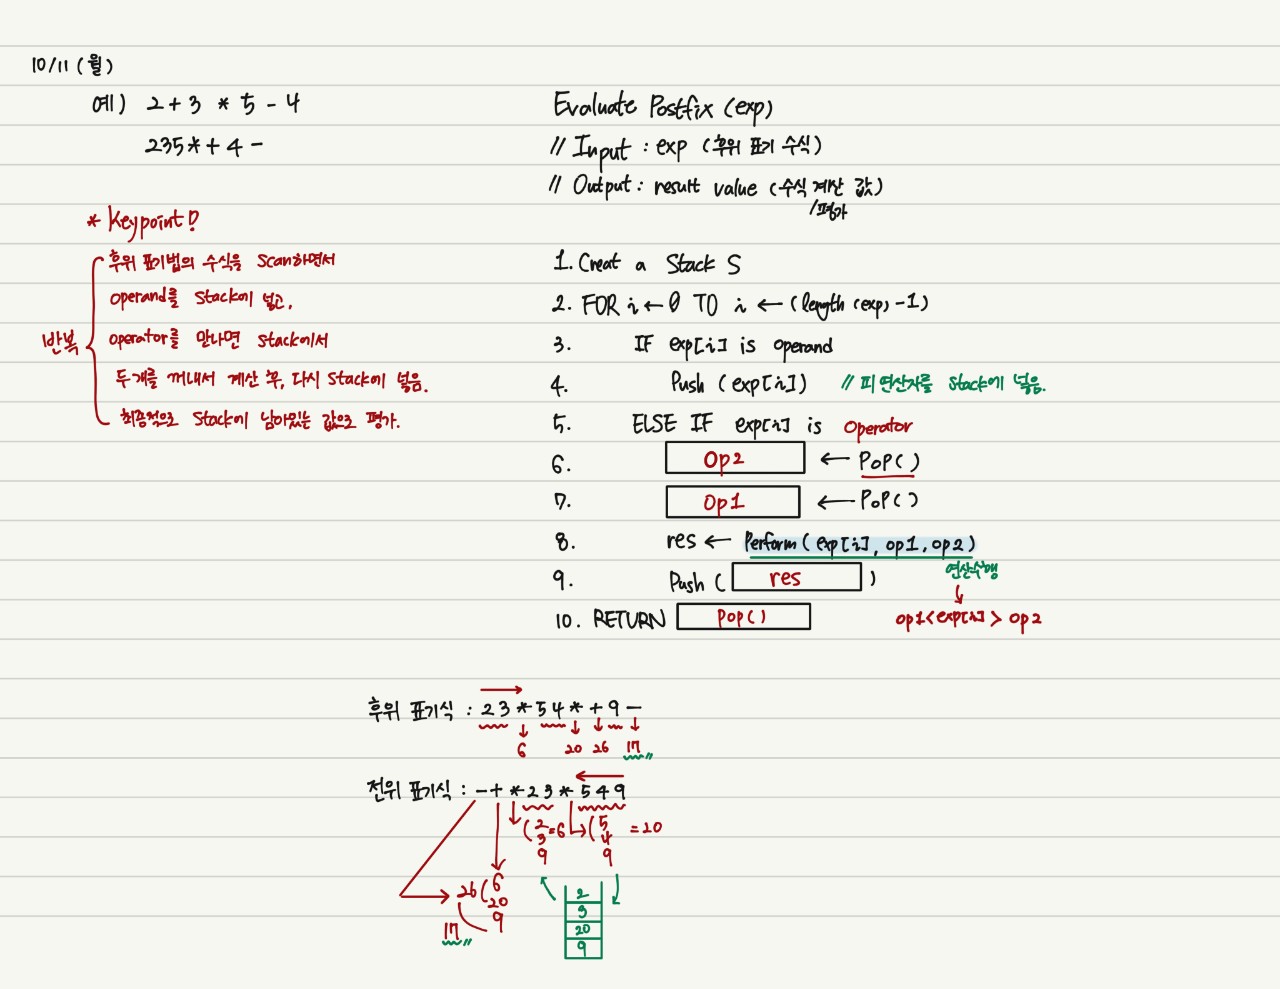 10/11 (월)
예) 2 + 3 * 5 - 4
235*+4-
* Keypoint!
후위 표기법의 수식을 Scan하면서
operand를 Stack에 넣고,
operator를 만나면 Stack에서
두개를 꺼내서 계산 후, 다시 Stack에 넣음.
최종적으로 Stack에 남아있는 값으로 평가.
반복
Evaluate Postfix (exp)
// Input : exp (후위 표기 수식)
// Output : result value (수식 계산 값)
/평가
1. Creat a Stack S
2. FOR i ← 0 TO i ← (length (exp) -1)
3. IF exp[i] is operand
4. Push (exp[i]) // 피연산자를 Stack에 넣음.
5. ELSE IF exp[i] is Operator
6. Op2 ← POP()
7. Op1 ← POP()
8. res ← Perform (exp[i], op1, op2)
연산수행
9. Push ( res )
op1 <exp[i]> op2
10. RETURN Pop()
후위 표기식 : 2 3 * 5 4 * + 9 -
6 20 26 17 //
전위 표기식 : - + * 2 3 * 5 4 9
( 2 = 6 ( 5 = 20
3 4
9 9
26 ( 6
20
9
17 //
2
3
20
9